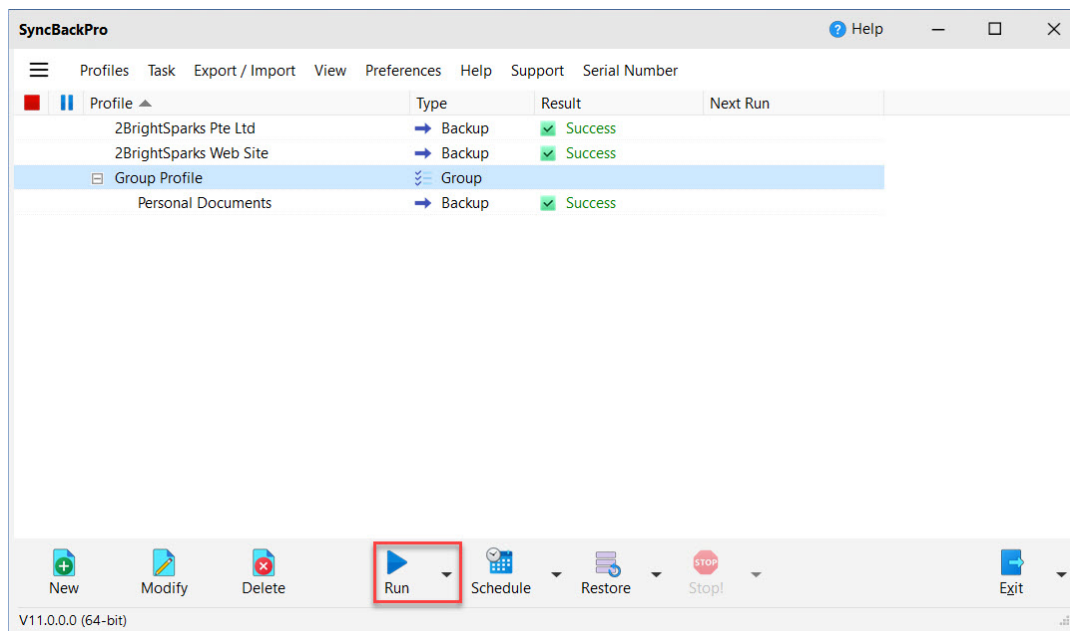 SyncBackPro ? Help
Profiles Task Export / Import View Preferences Help Support Serial Number
Profile Type Result Next Run
2BrightSparks Pte Ltd Backup Success
2BrightSparks Web Site Backup Success
Group Profile Group
Personal Documents Backup Success
STOP
New Modify Delete Run Schedule Restore Stop! Exit
V11.0.0.0 (64-bit)